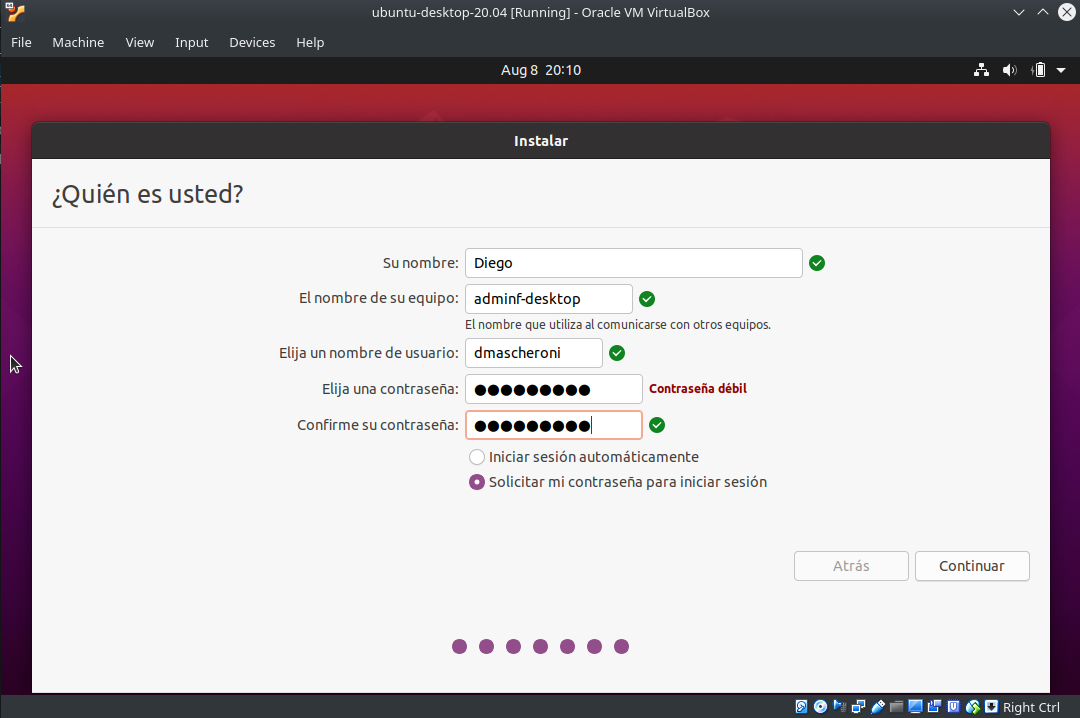 ubuntu-desktop-20.04 [Running] - Oracle VM VirtualBox
File Machine View Input Devices Help
Aug 8 20:10
Instalar
¿Quién es usted?
Su nombre: Diego
El nombre de su equipo: adminf-desktop
El nombre que utiliza al comunicarse con otros equipos.
Elija un nombre de usuario: dmascheroni
Elija una contraseña: ●●●●●●●●● Contraseña débil
Confirme su contraseña: ●●●●●●●●●
Iniciar sesión automáticamente
Solicitar mi contraseña para iniciar sesión
Atrás Continuar
Right Ctrl